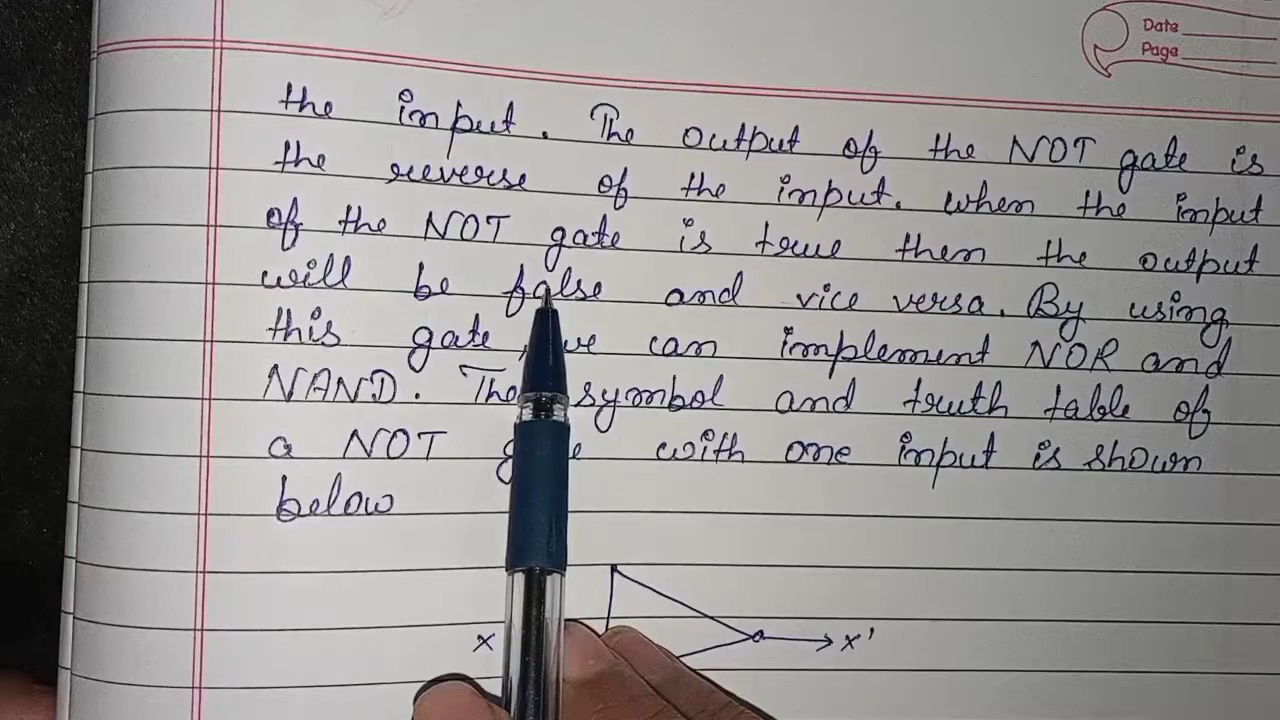 Date
Page
the input. The output of the NOT gate is
the reverse of the input. when the input
of the NOT gate is true then the output
will be false and vice versa. By using
this gate, we can implement NOR and
NAND. The symbol and truth table of
a NOT with one input is shown
below
x x'